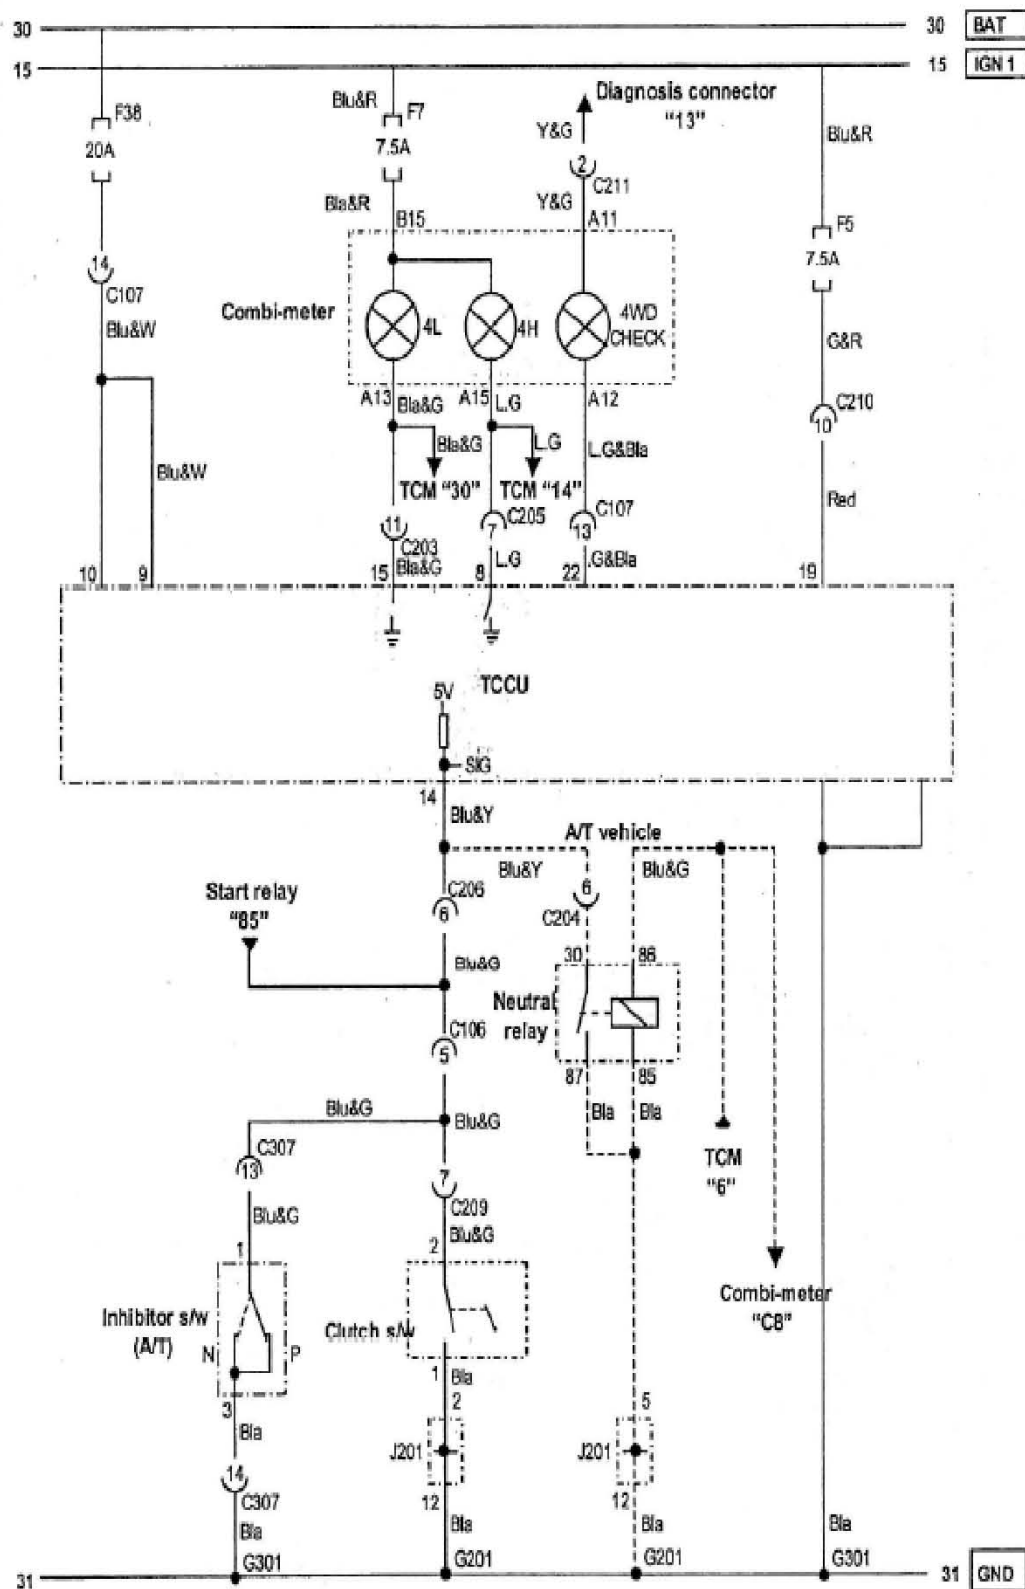 30
30
BAT
15
15
IGN 1
F38
20A
Blu&R
F7
7.5A
Diagnosis connector
"13"
Y&G
2
C211
Y&G
A11
Blu&R
F5
7.5A
Bla&R
B15
14
C107
Blu&W
Combi-meter
4L
4H
4WD
CHECK
G&R
C210
10
A13
Bla&G
A15
L.G
A12
Bla&G
L.G
L.G&Bla
Blu&W
TCM "30"
TCM "14"
11
C203
Bla&G
7
C205
L.G
C107
13
.G&Bla
Red
10
9
15
8
22
19
TCCU
5V
SIG
14
Blu&Y
A/T vehicle
Blu&Y
Blu&G
Start relay
"85"
C206
6
6
C204
Blu&G
30
86
Neutral
relay
C106
5
87
85
Bla
Bla
Blu&G
Blu&G
C307
13
7
C209
TCM
"6"
Blu&G
Blu&G
1
2
Combi-meter
"C8"
Inhibitor s/w
(A/T)
N
P
Clutch s/w
3
1
Bla
2
5
Bla
J201
J201
14
C307
12
12
Bla
Bla
Bla
Bla
G301
G201
G201
G301
31
31
GND